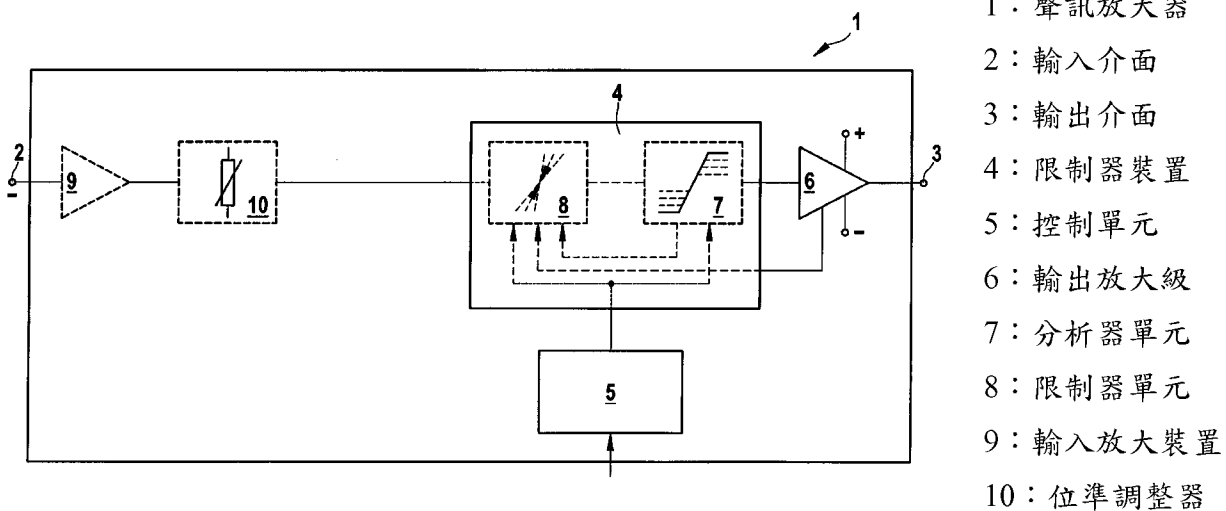 1
4
2
3
+
9
10
8
7
6
-
-
5
1：聲訊放大器
2：輸入介面
3：輸出介面
4：限制器裝置
5：控制單元
6：輸出放大級
7：分析器單元
8：限制器單元
9：輸入放大裝置
10：位準調整器